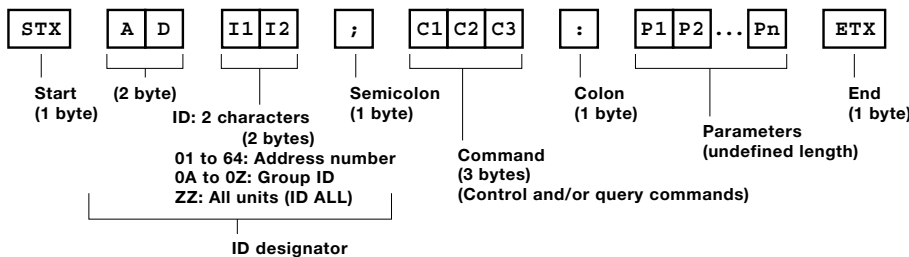 STX AD I1 I2 ; C1 C2 C3 : P1 P2 ... Pn ETX
Start
(1 byte)
(2 byte)
ID: 2 characters
(2 bytes)
01 to 64: Address number
0A to 0Z: Group ID
ZZ: All units (ID ALL)
Semicolon
(1 byte)
Command
(3 bytes)
(Control and/or query commands)
Colon
(1 byte)
Parameters
(undefined length)
End
(1 byte)
ID designator